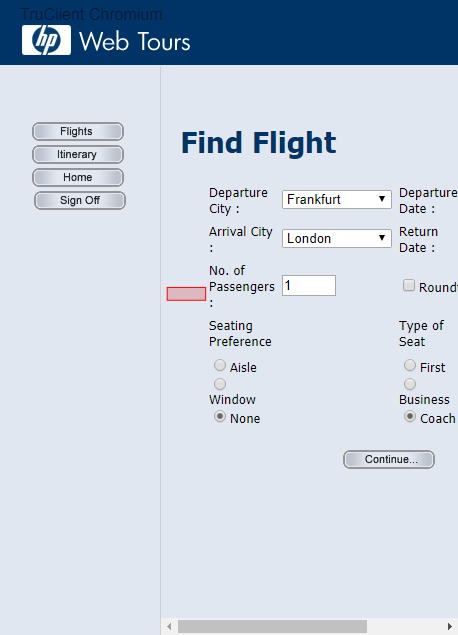 TruClient Chromium
hp Web Tours
Flights
Itinerary
Home
Sign Off
Find Flight
Departure City : Frankfurt Departure Date :
Arrival City : London Return Date :
No. of Passengers : 1
Seating Preference Type of Seat
Aisle First
Window Business
None Coach
Continue...